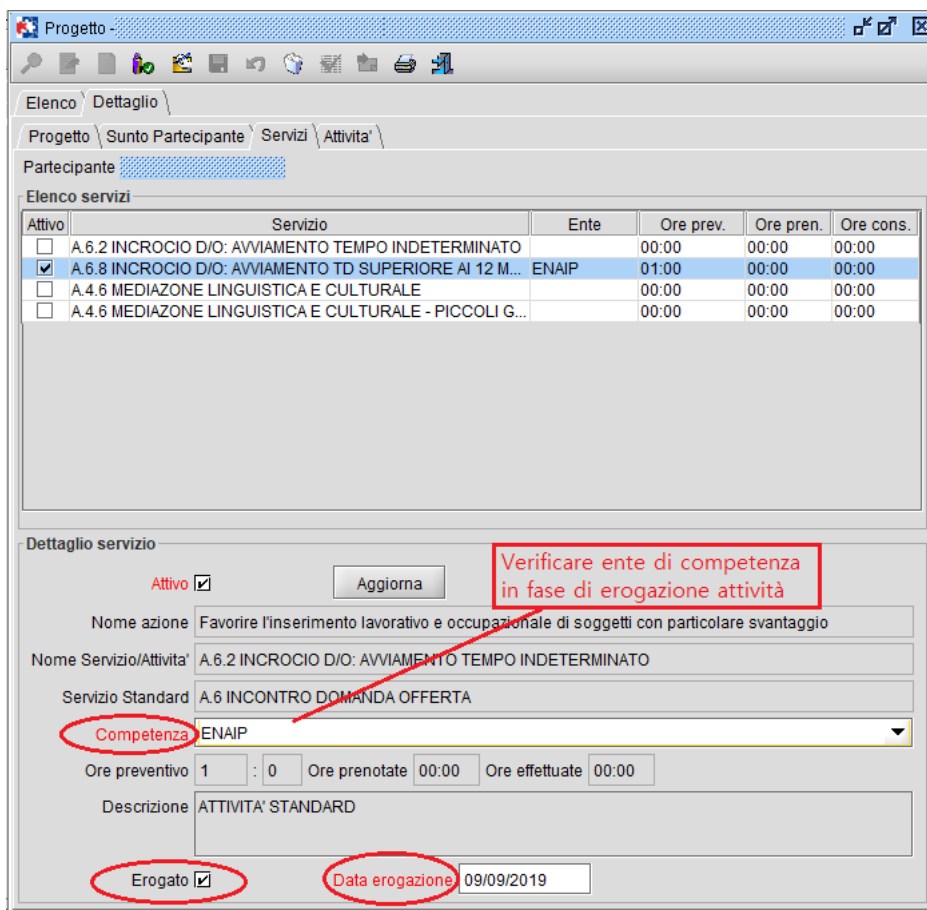 Progetto -
Elenco Dettaglio
Progetto Sunto Partecipante Servizi Attivita'
Partecipante
Elenco servizi
Attivo Servizio Ente Ore prev. Ore pren. Ore cons.
A.6.2 INCROCIO D/O: AVVIAMENTO TEMPO INDETERMINATO 00:00 00:00 00:00
A.6.8 INCROCIO D/O: AVVIAMENTO TD SUPERIORE AI 12 M... ENAIP 01:00 00:00 00:00
A.4.6 MEDIAZONE LINGUISTICA E CULTURALE 00:00 00:00 00:00
A.4.6 MEDIAZONE LINGUISTICA E CULTURALE - PICCOLI G... 00:00 00:00 00:00
Dettaglio servizio
Verificare ente di competenza
in fase di erogazione attività
Attivo Aggiorna
Nome azione Favorire l'inserimento lavorativo e occupazionale di soggetti con particolare svantaggio
Nome Servizio/Attivita' A.6.2 INCROCIO D/O: AVVIAMENTO TEMPO INDETERMINATO
Servizio Standard A.6 INCONTRO DOMANDA OFFERTA
Competenza ENAIP
Ore preventivo 1 : 0 Ore prenotate 00:00 Ore effettuate 00:00
Descrizione ATTIVITA' STANDARD
Erogato Data erogazione 09/09/2019